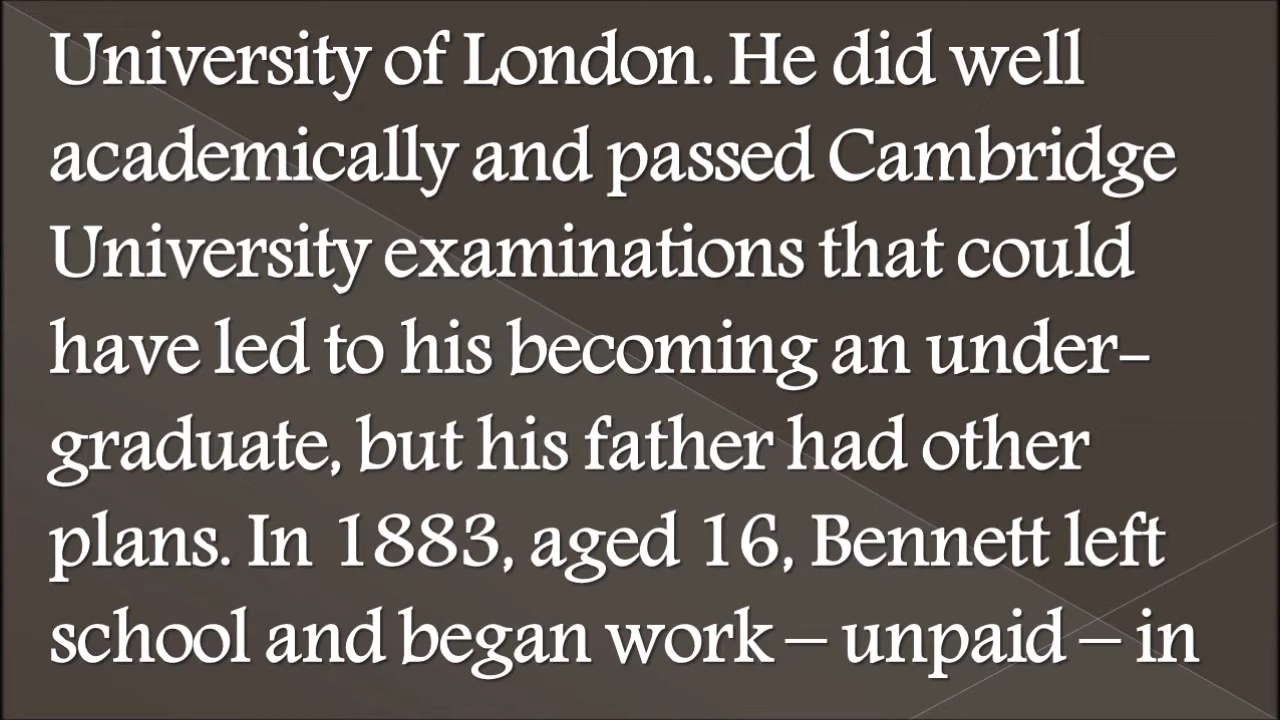 University of London. He did well
academically and passed Cambridge
University examinations that could
have led to his becoming an under-
graduate, but his father had other
plans. In 1883, aged 16, Bennett left
school and began work – unpaid – in